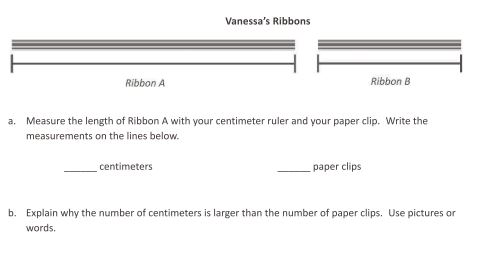 Vanessa's Ribbons
Ribbon A
Ribbon B
a. Measure the length of Ribbon A with your centimeter ruler and your paper clip. Write the
measurements on the lines below.
______ centimeters ______ paper clips
b. Explain why the number of centimeters is larger than the number of paper clips. Use pictures or
words.